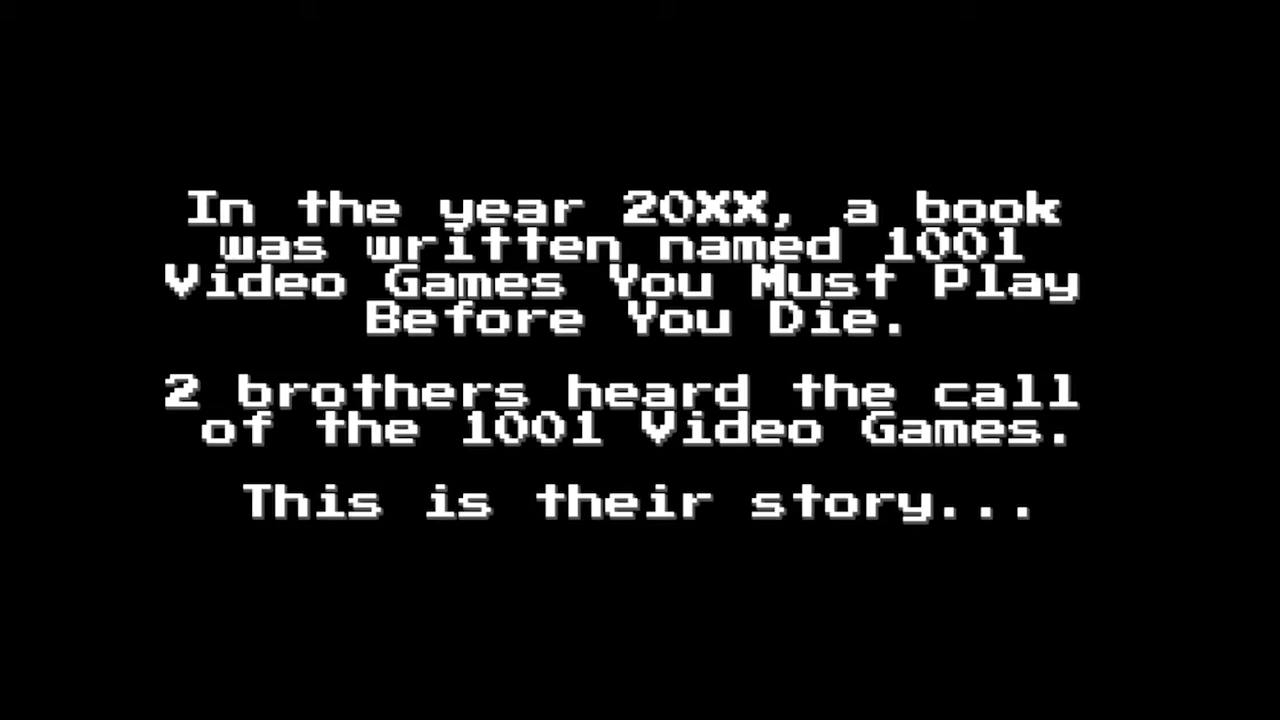 In the year 20XX, a book
was written named 1001
Video Games You Must Play
Before You Die.
2 brothers heard the call
of the 1001 Video Games.
This is their story...